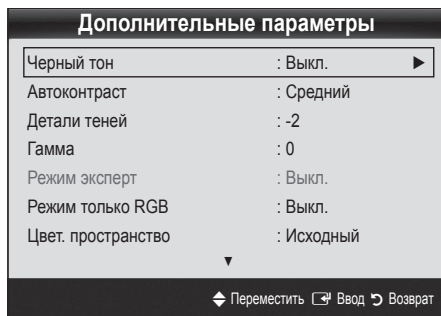 Дополнительные параметры
Черный тон : Выкл. ►
Автоконтраст : Средний
Детали теней : -2
Гамма : 0
Режим эксперт : Выкл.
Режим только RGB : Выкл.
Цвет. пространство : Исходный
▼
Переместить Ввод Возврат